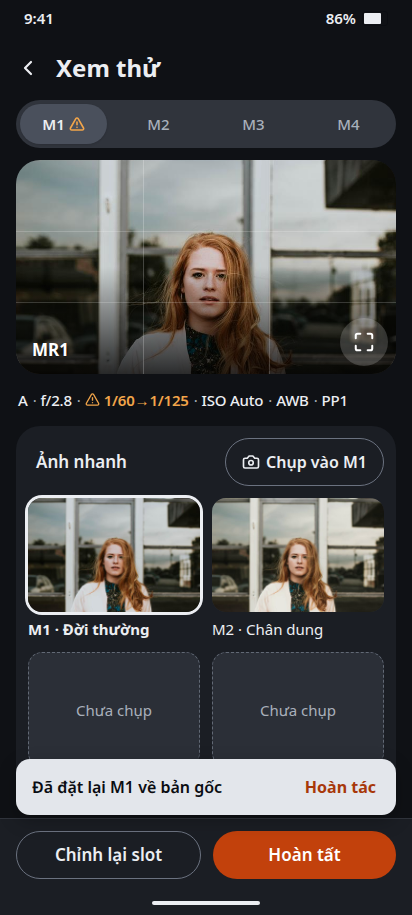 9:41 86%
Xem thử
M1 M2 M3 M4
MR1
A · f/2.8 · 1/60→1/125 · ISO Auto · AWB · PP1
Ảnh nhanh Chụp vào M1
M1 · Đời thường M2 · Chân dung
Chưa chụp Chưa chụp
Đã đặt lại M1 về bản gốc Hoàn tác
Chỉnh lại slot Hoàn tất